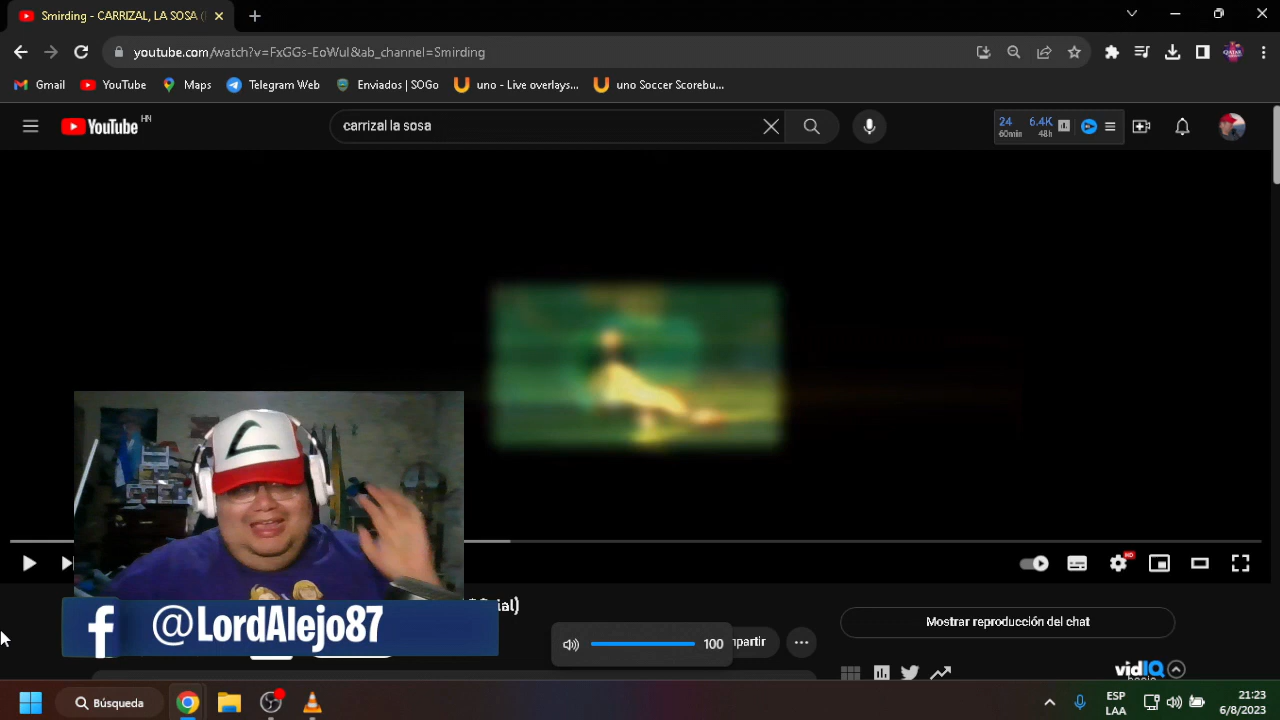 Smirding - CARRIZAL, LA SOSA (
youtube.com/watch?v=FxGGs-EoWuI&ab_channel=Smirding
Gmail
YouTube
Maps
Telegram Web
Enviados | SOGo
uno - Live overlays...
uno Soccer Scorebu...
YouTube HN
carrizal la sosa
24
60min
6.4K
48h
HD
@LordAlejo87
Mostrar reproducción del chat
100
vidIQ
Búsqueda
ESP
LAA
21:23
6/8/2023